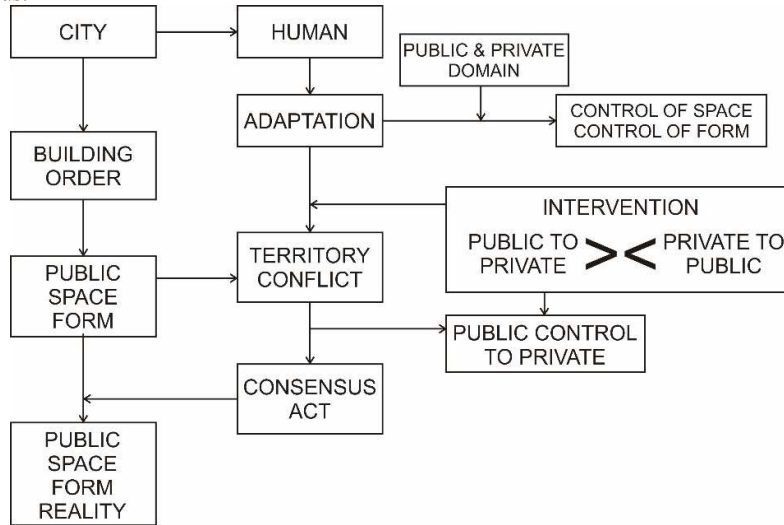 CITY
HUMAN
PUBLIC & PRIVATE
DOMAIN
ADAPTATION
CONTROL OF SPACE
CONTROL OF FORM
BUILDING
ORDER
INTERVENTION
PUBLIC TO
PRIVATE
> <
PRIVATE TO
PUBLIC
TERRITORY
CONFLICT
PUBLIC
SPACE
FORM
PUBLIC CONTROL
TO PRIVATE
CONSENSUS
ACT
PUBLIC
SPACE
FORM
REALITY